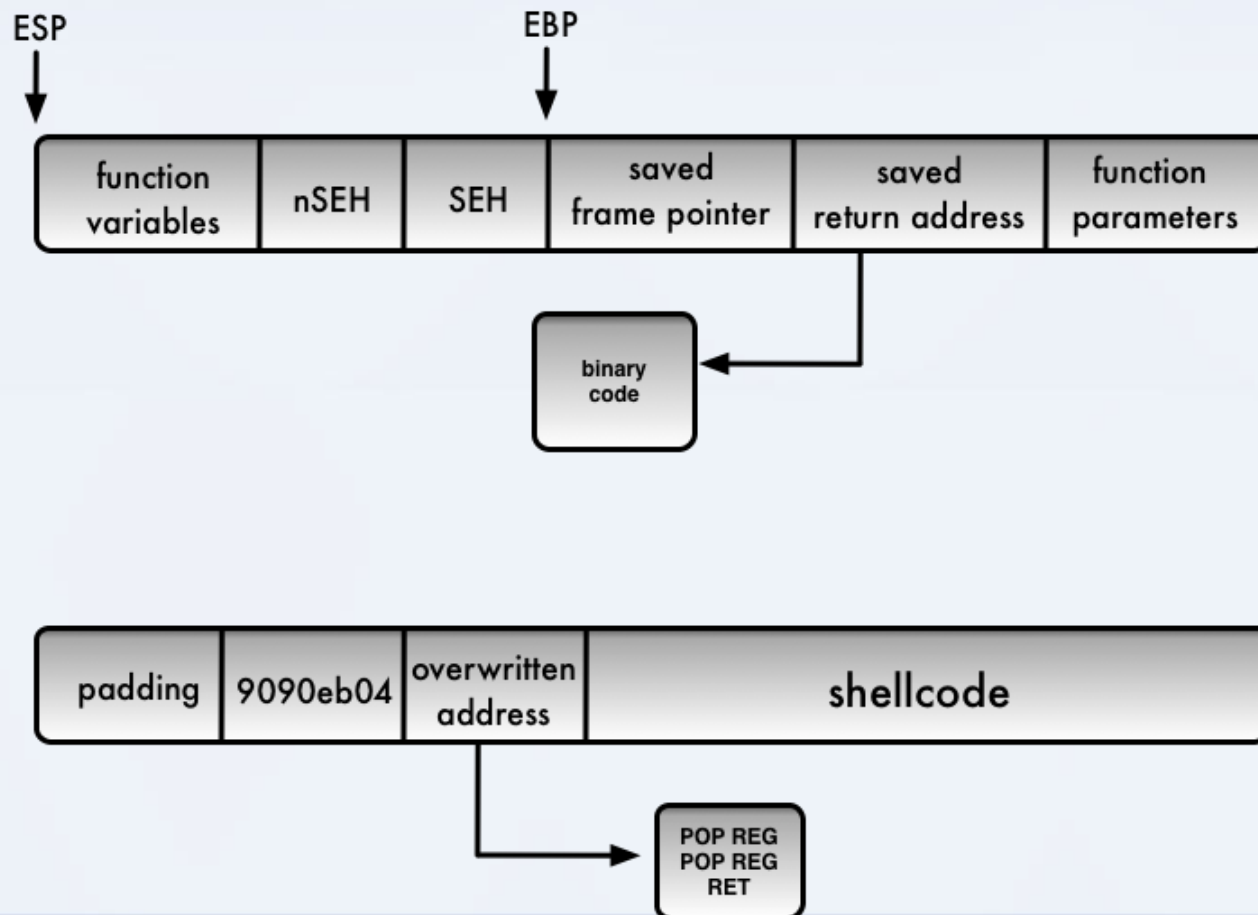 ESP
EBP
function
variables
nSEH
SEH
saved
frame pointer
saved
return address
function
parameters
binary
code
padding
9090eb04
overwritten
address
shellcode
POP REG
POP REG
RET